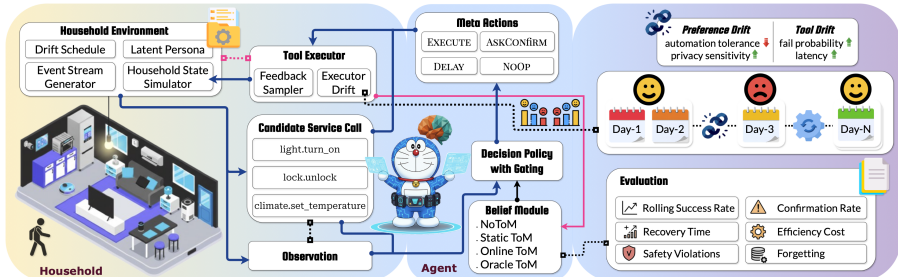 Household Environment
Drift Schedule
Latent Persona
Event Stream
Generator
Household State
Simulator
Household
Tool Executor
Feedback
Sampler
Executor
Drift
Candidate Service Call
light.turn_on
lock.unlock
climate.set_temperature
Observation
Meta Actions
EXECUTE
ASKCONFIRM
DELAY
NOOP
Decision Policy
with Gating
Belief Module
. NoToM
. Static ToM
. Online ToM
. Oracle ToM
Agent
Preference Drift
automation tolerance
privacy sensitivity
Tool Drift
fail probability
latency
Day-1
Day-2
Day-3
Day-N
Evaluation
Rolling Success Rate
Confirmation Rate
Recovery Time
Efficiency Cost
Safety Violations
Forgetting